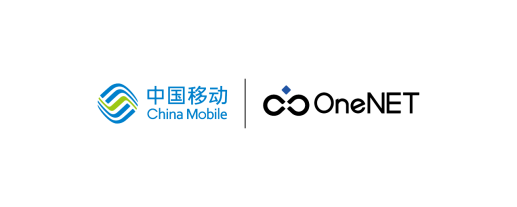 中国移动
China Mobile
OneNET